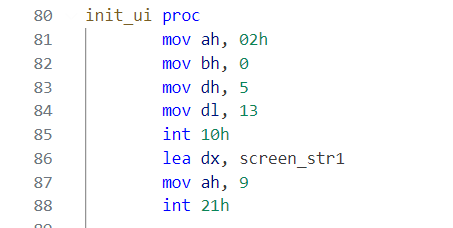 80 init_ui proc
81 mov ah, 02h
82 mov bh, 0
83 mov dh, 5
84 mov dl, 13
85 int 10h
86 lea dx, screen_str1
87 mov ah, 9
88 int 21h